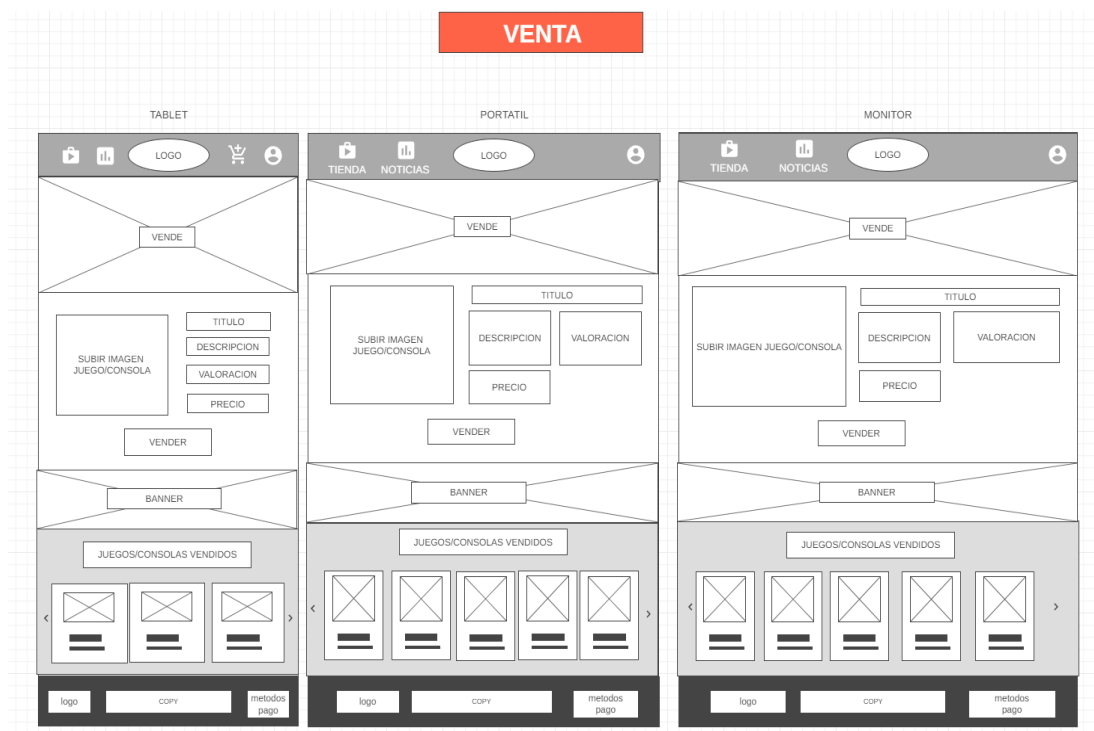 VENTA
TABLET
LOGO
VENDE
SUBIR IMAGEN
JUEGO/CONSOLA
TITULO
DESCRIPCION
VALORACION
PRECIO
VENDER
BANNER
JUEGOS/CONSOLAS VENDIDOS
‹
›
logo
COPY
metodos
pago
PORTATIL
TIENDA
NOTICIAS
LOGO
VENDE
SUBIR IMAGEN
JUEGO/CONSOLA
TITULO
DESCRIPCION
VALORACION
PRECIO
VENDER
BANNER
JUEGOS/CONSOLAS VENDIDOS
‹
›
logo
COPY
metodos
pago
MONITOR
TIENDA
NOTICIAS
LOGO
VENDE
SUBIR IMAGEN JUEGO/CONSOLA
TITULO
DESCRIPCION
VALORACION
PRECIO
VENDER
BANNER
JUEGOS/CONSOLAS VENDIDOS
‹
›
logo
COPY
metodos
pago